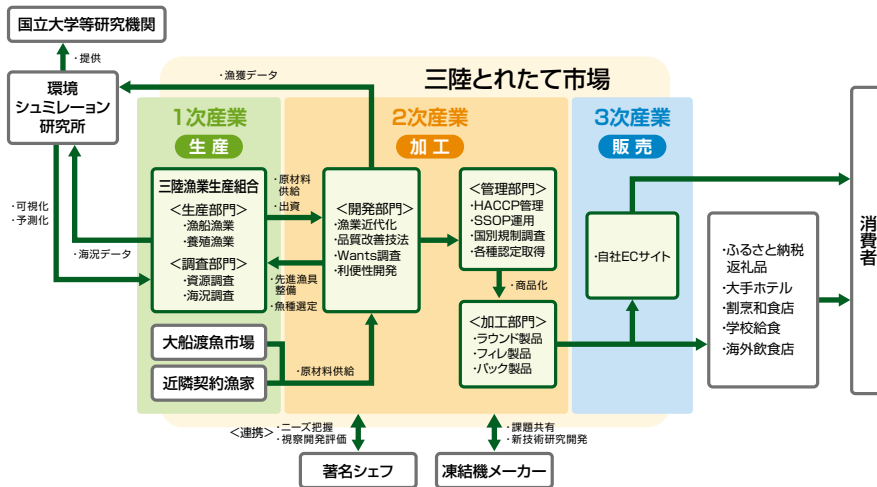 国立大学等研究機関
・提供
環境
シュミレーション
研究所
・漁獲データ
三陸とれたて市場
1次産業
生産
2次産業
加工
3次産業
販売
・可視化
・予測化
・海況データ
三陸漁業生産組合
＜生産部門＞
・漁船漁業
・養殖漁業
＜調査部門＞
・資源調査
・海況調査
・原材料
供給
・出資
・先進漁具
整備
・魚種選定
＜開発部門＞
・漁業近代化
・品質改善技法
・Wants調査
・利便性開発
＜管理部門＞
・HACCP管理
・SSOP運用
・国別規制調査
・各種認定取得
・商品化
＜加工部門＞
・ラウンド製品
・フィレ製品
・パック製品
・自社ECサイト
・ふるさと納税
返礼品
・大手ホテル
・割烹和食店
・学校給食
・海外飲食店
消費者
大船渡魚市場
近隣契約漁家
・原材料供給
＜連携＞
・ニーズ把握
・視察開発評価
・課題共有
・新技術研究開発
著名シェフ
凍結機メーカー